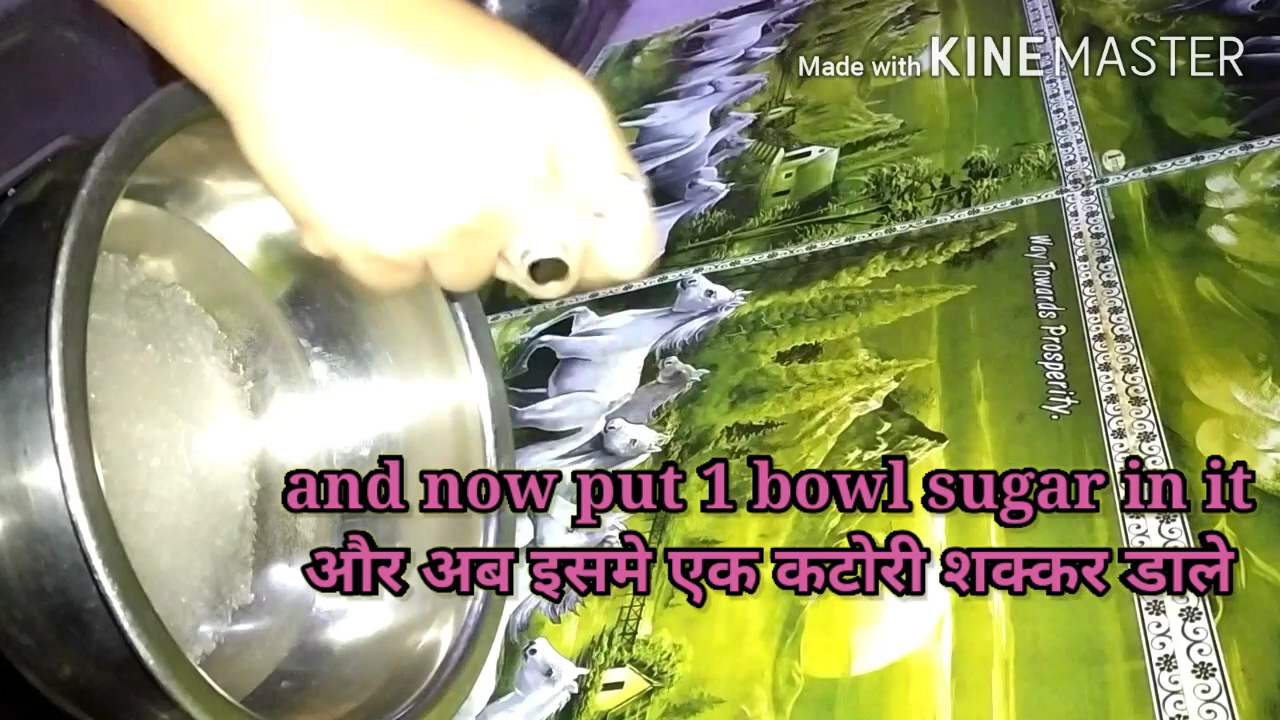 Made with KINEMASTER
Way Towards Prosperity.
and now put 1 bowl sugar in it
और अब इसमे एक कटोरी शक्कर डाले